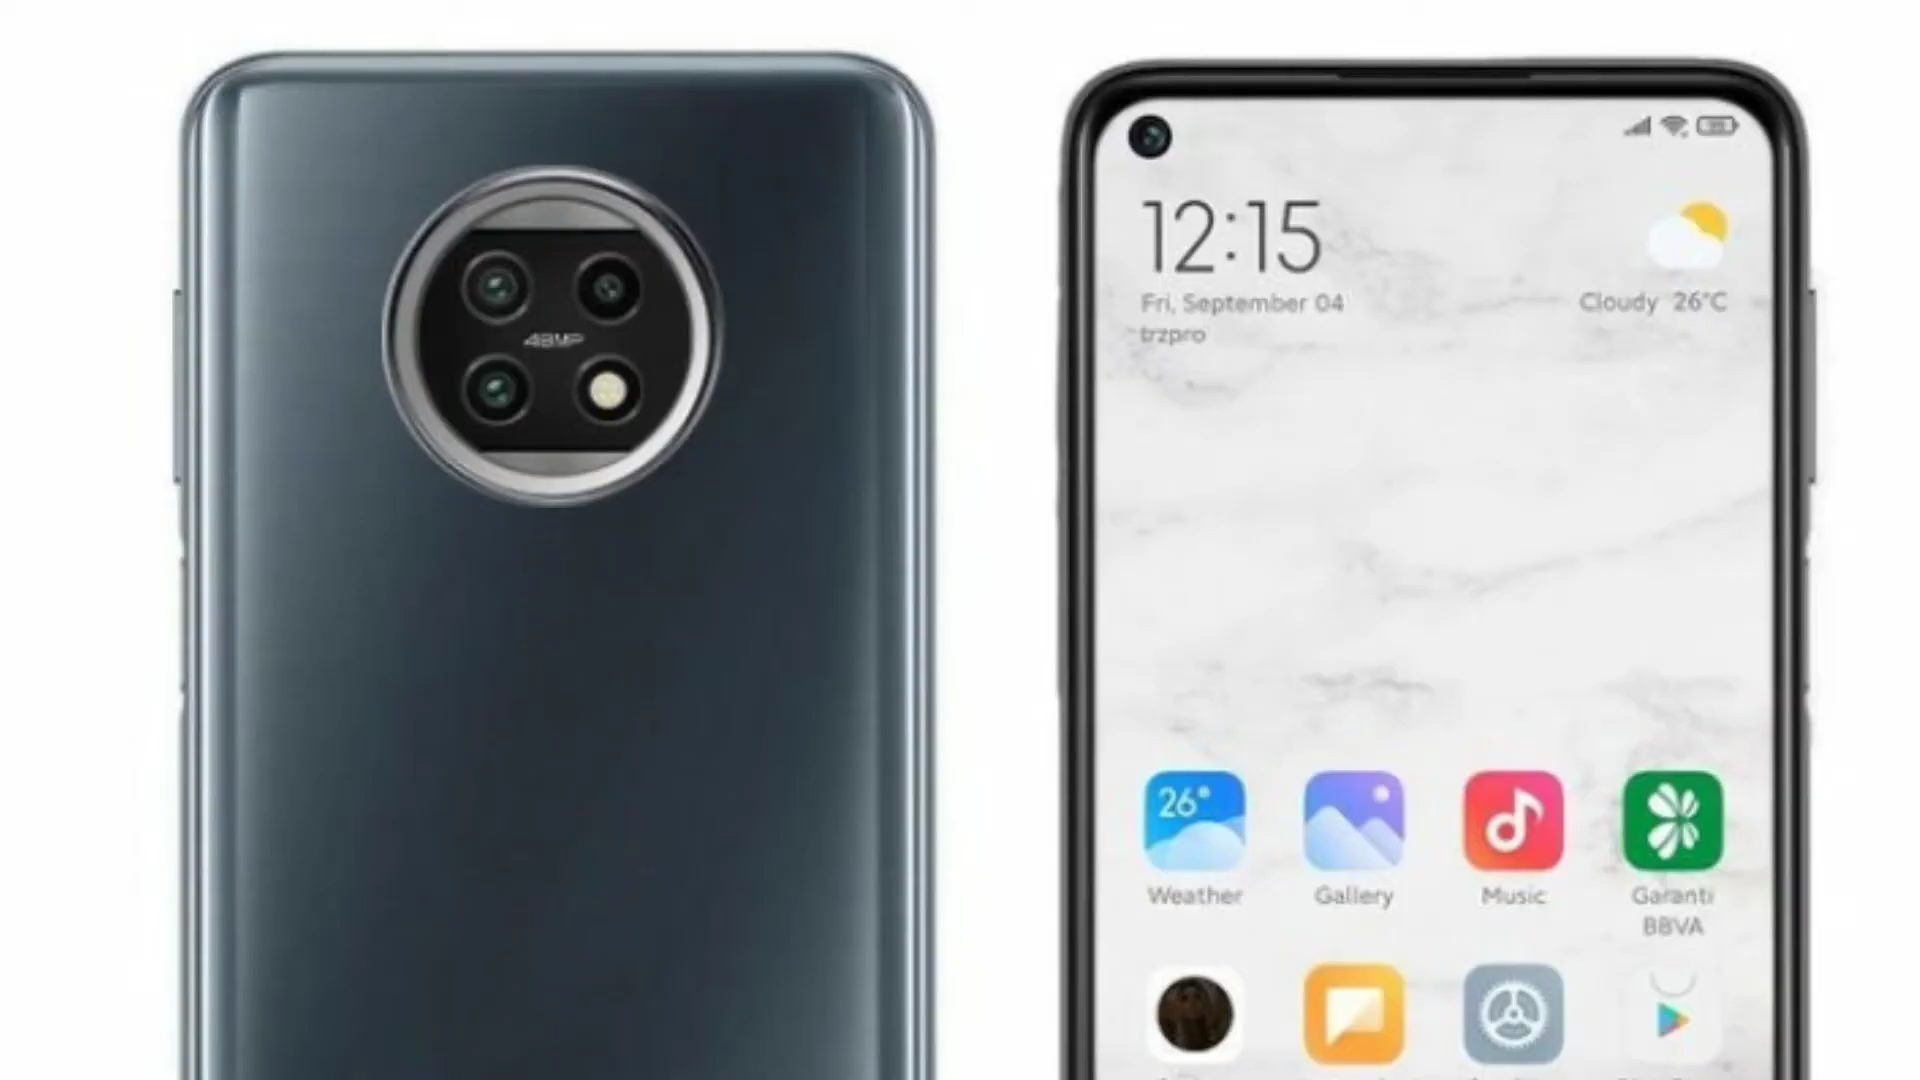 48MP
12:15
Fri, September 04
trzpro
Cloudy 26°C
26°
Weather
Gallery
Music
Garanti
BBVA